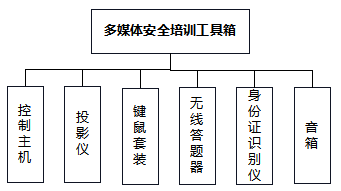 多媒体安全培训工具箱
控制主机
投影仪
键鼠套装
无线答题器
身份证识别仪
音箱